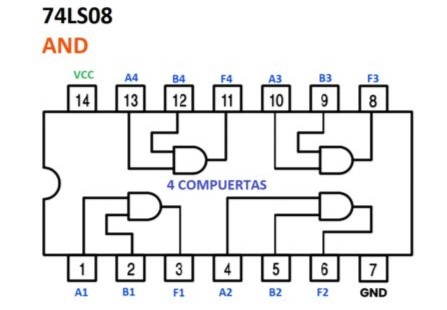 74LS08
AND
VCC A4 B4 F4 A3 B3 F3
14 13 12 11 10 9 8
4 COMPUERTAS
1 2 3 4 5 6 7
A1 B1 F1 A2 B2 F2 GND